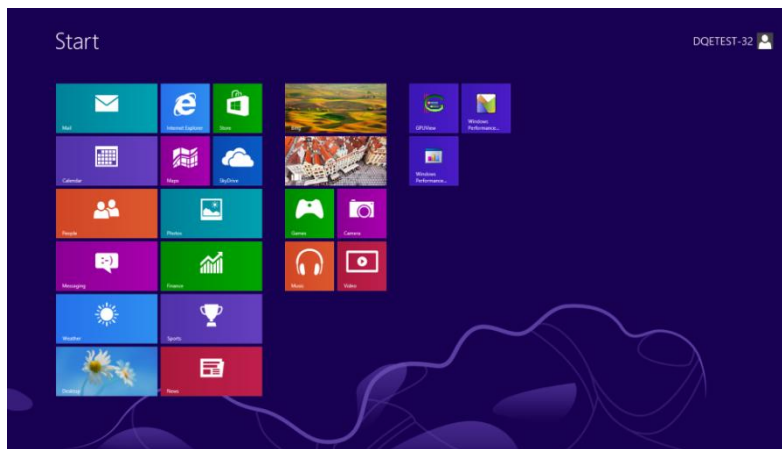 Start
DQETEST-32
Mail
Internet Explorer
Store
Bing
GPUView
Windows
Performance...
Calendar
Maps
SkyDrive
Windows
Performance...
People
Photos
Games
Camera
Messaging
Finance
Music
Video
Weather
Sports
Desktop
News